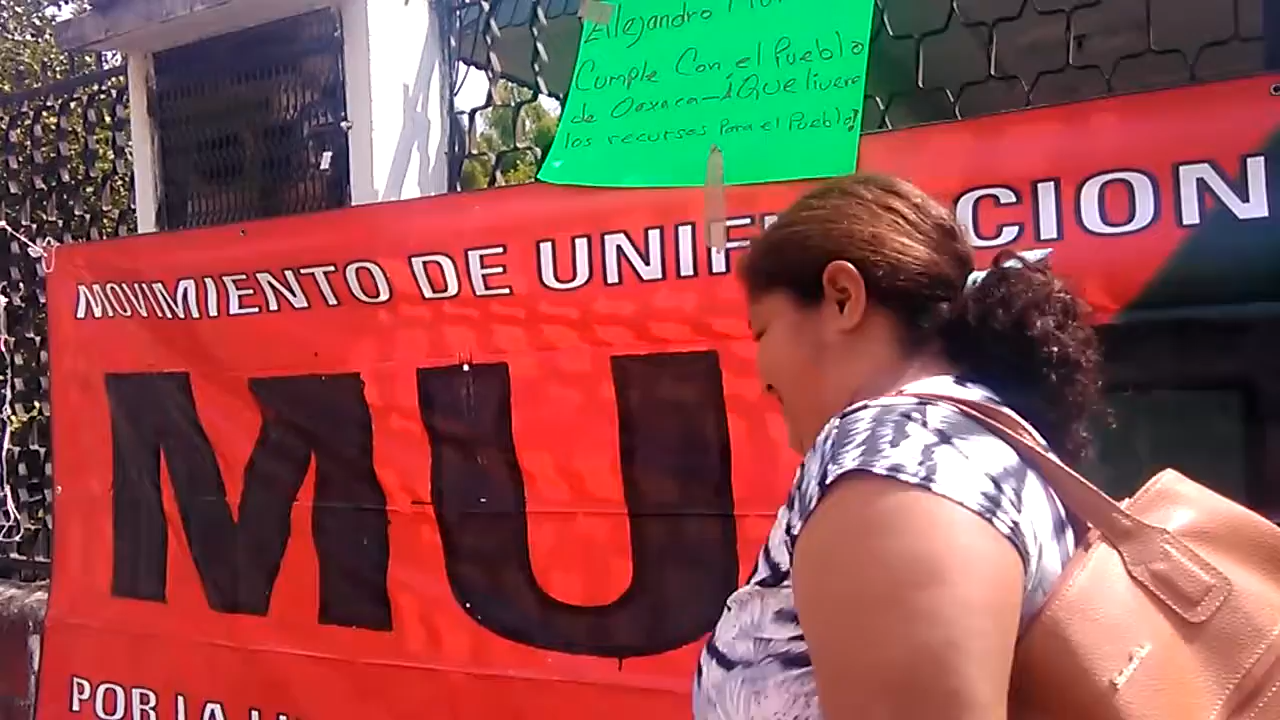 Alejandro
Cumple Con el Pueblo
de Oaxaca-¡Que livere
los recursos Para el Pueblo!
MOVIMIENTO DE UNIF CION
MU
POR LA